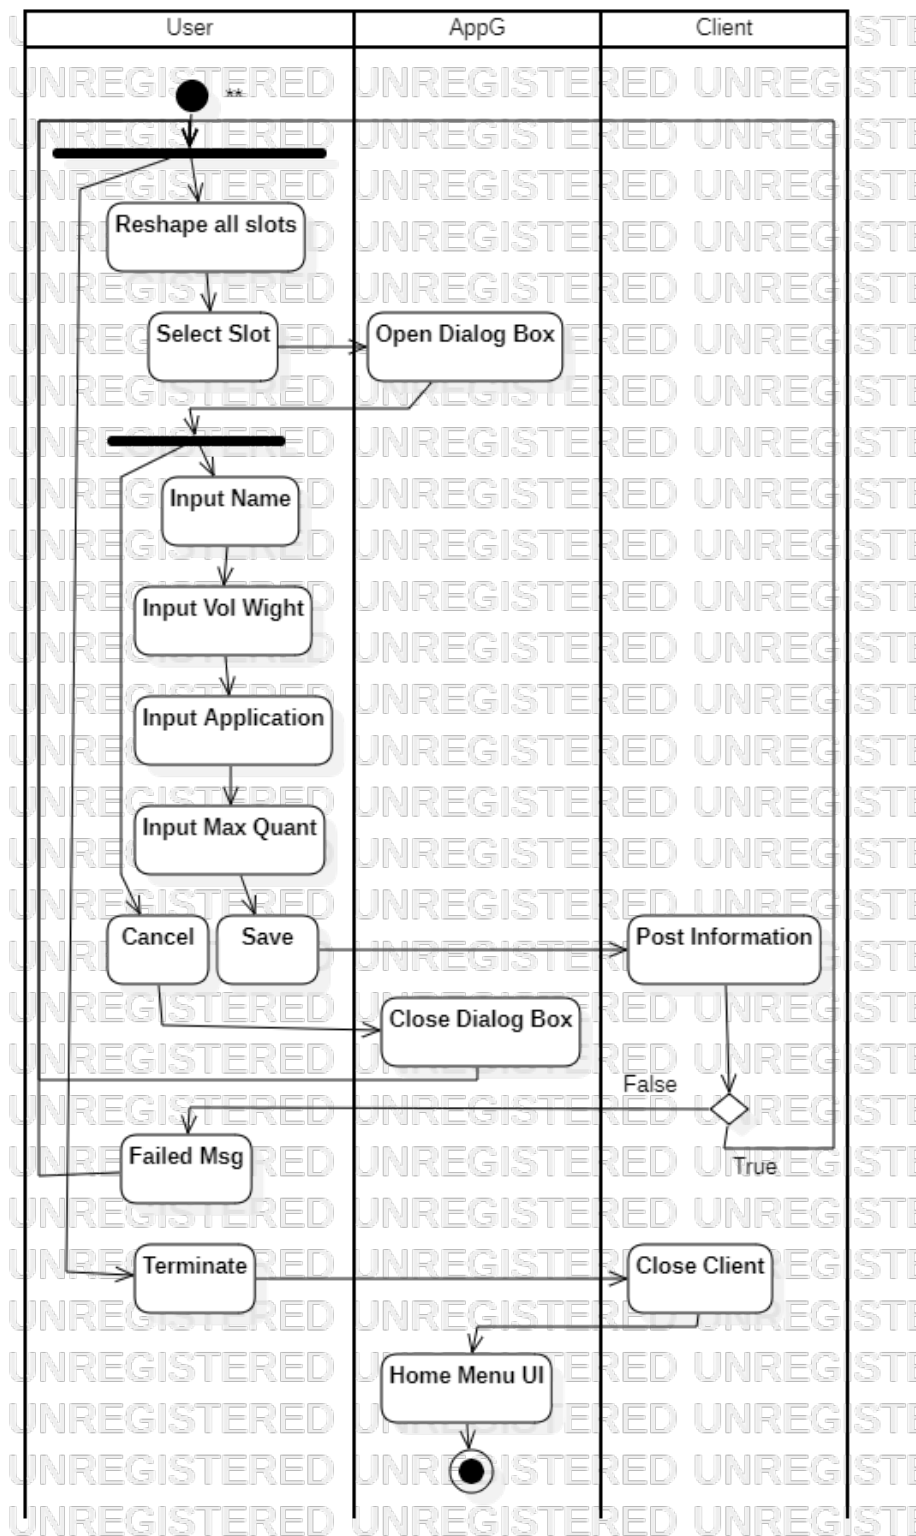 User AppG Client
**
Reshape all slots
Select Slot Open Dialog Box
Input Name
Input Vol Wight
Input Application
Input Max Quant
Cancel Save Post Information
Close Dialog Box
False
Failed Msg
True
Terminate Close Client
Home Menu UI
UNREGISTERED